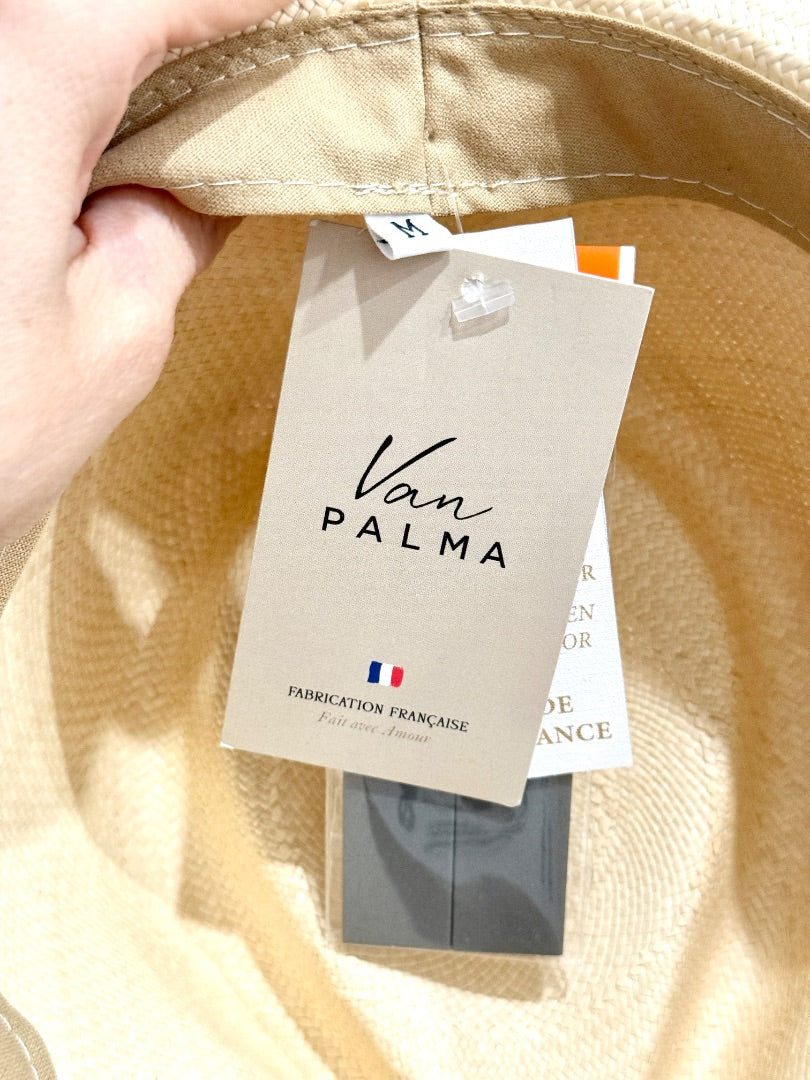 M
Van
PALMA
FABRICATION FRANÇAISE
Fait avec Amour
R
EN
OR
DE
ANCE